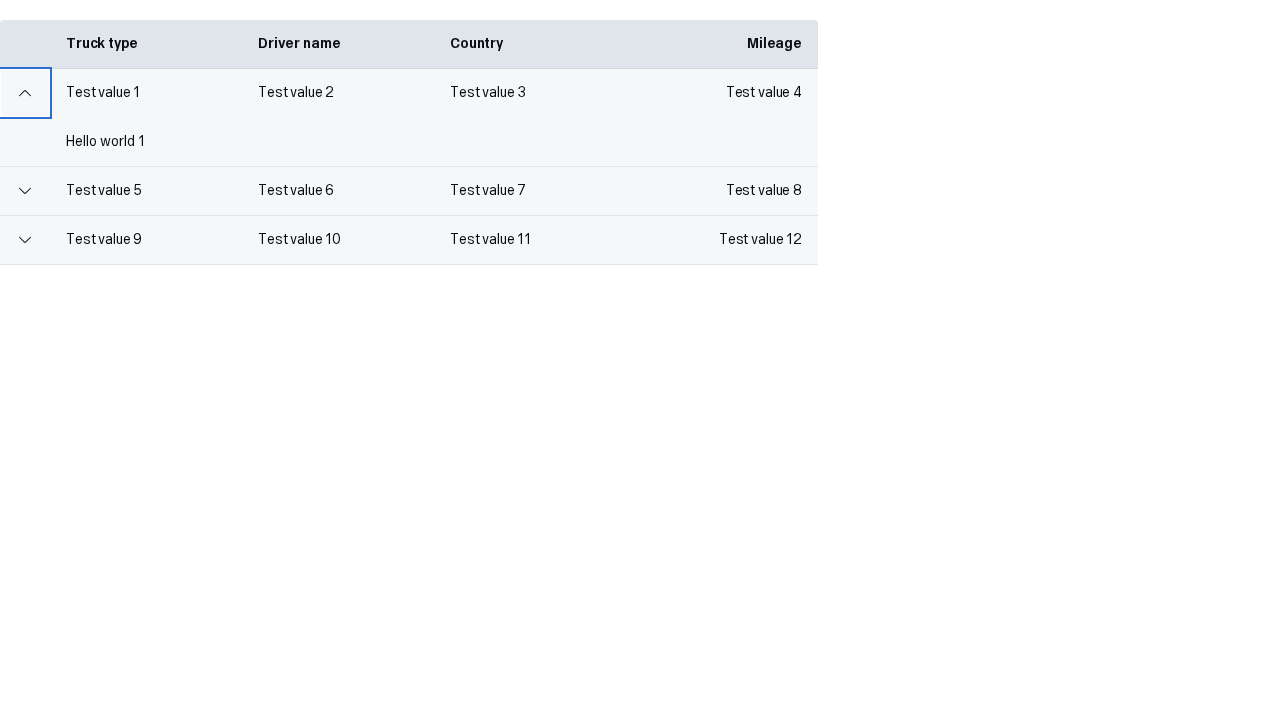 Truck type Driver name Country Mileage
Test value 1 Test value 2 Test value 3 Test value 4
Hello world 1
Test value 5 Test value 6 Test value 7 Test value 8
Test value 9 Test value 10 Test value 11 Test value 12